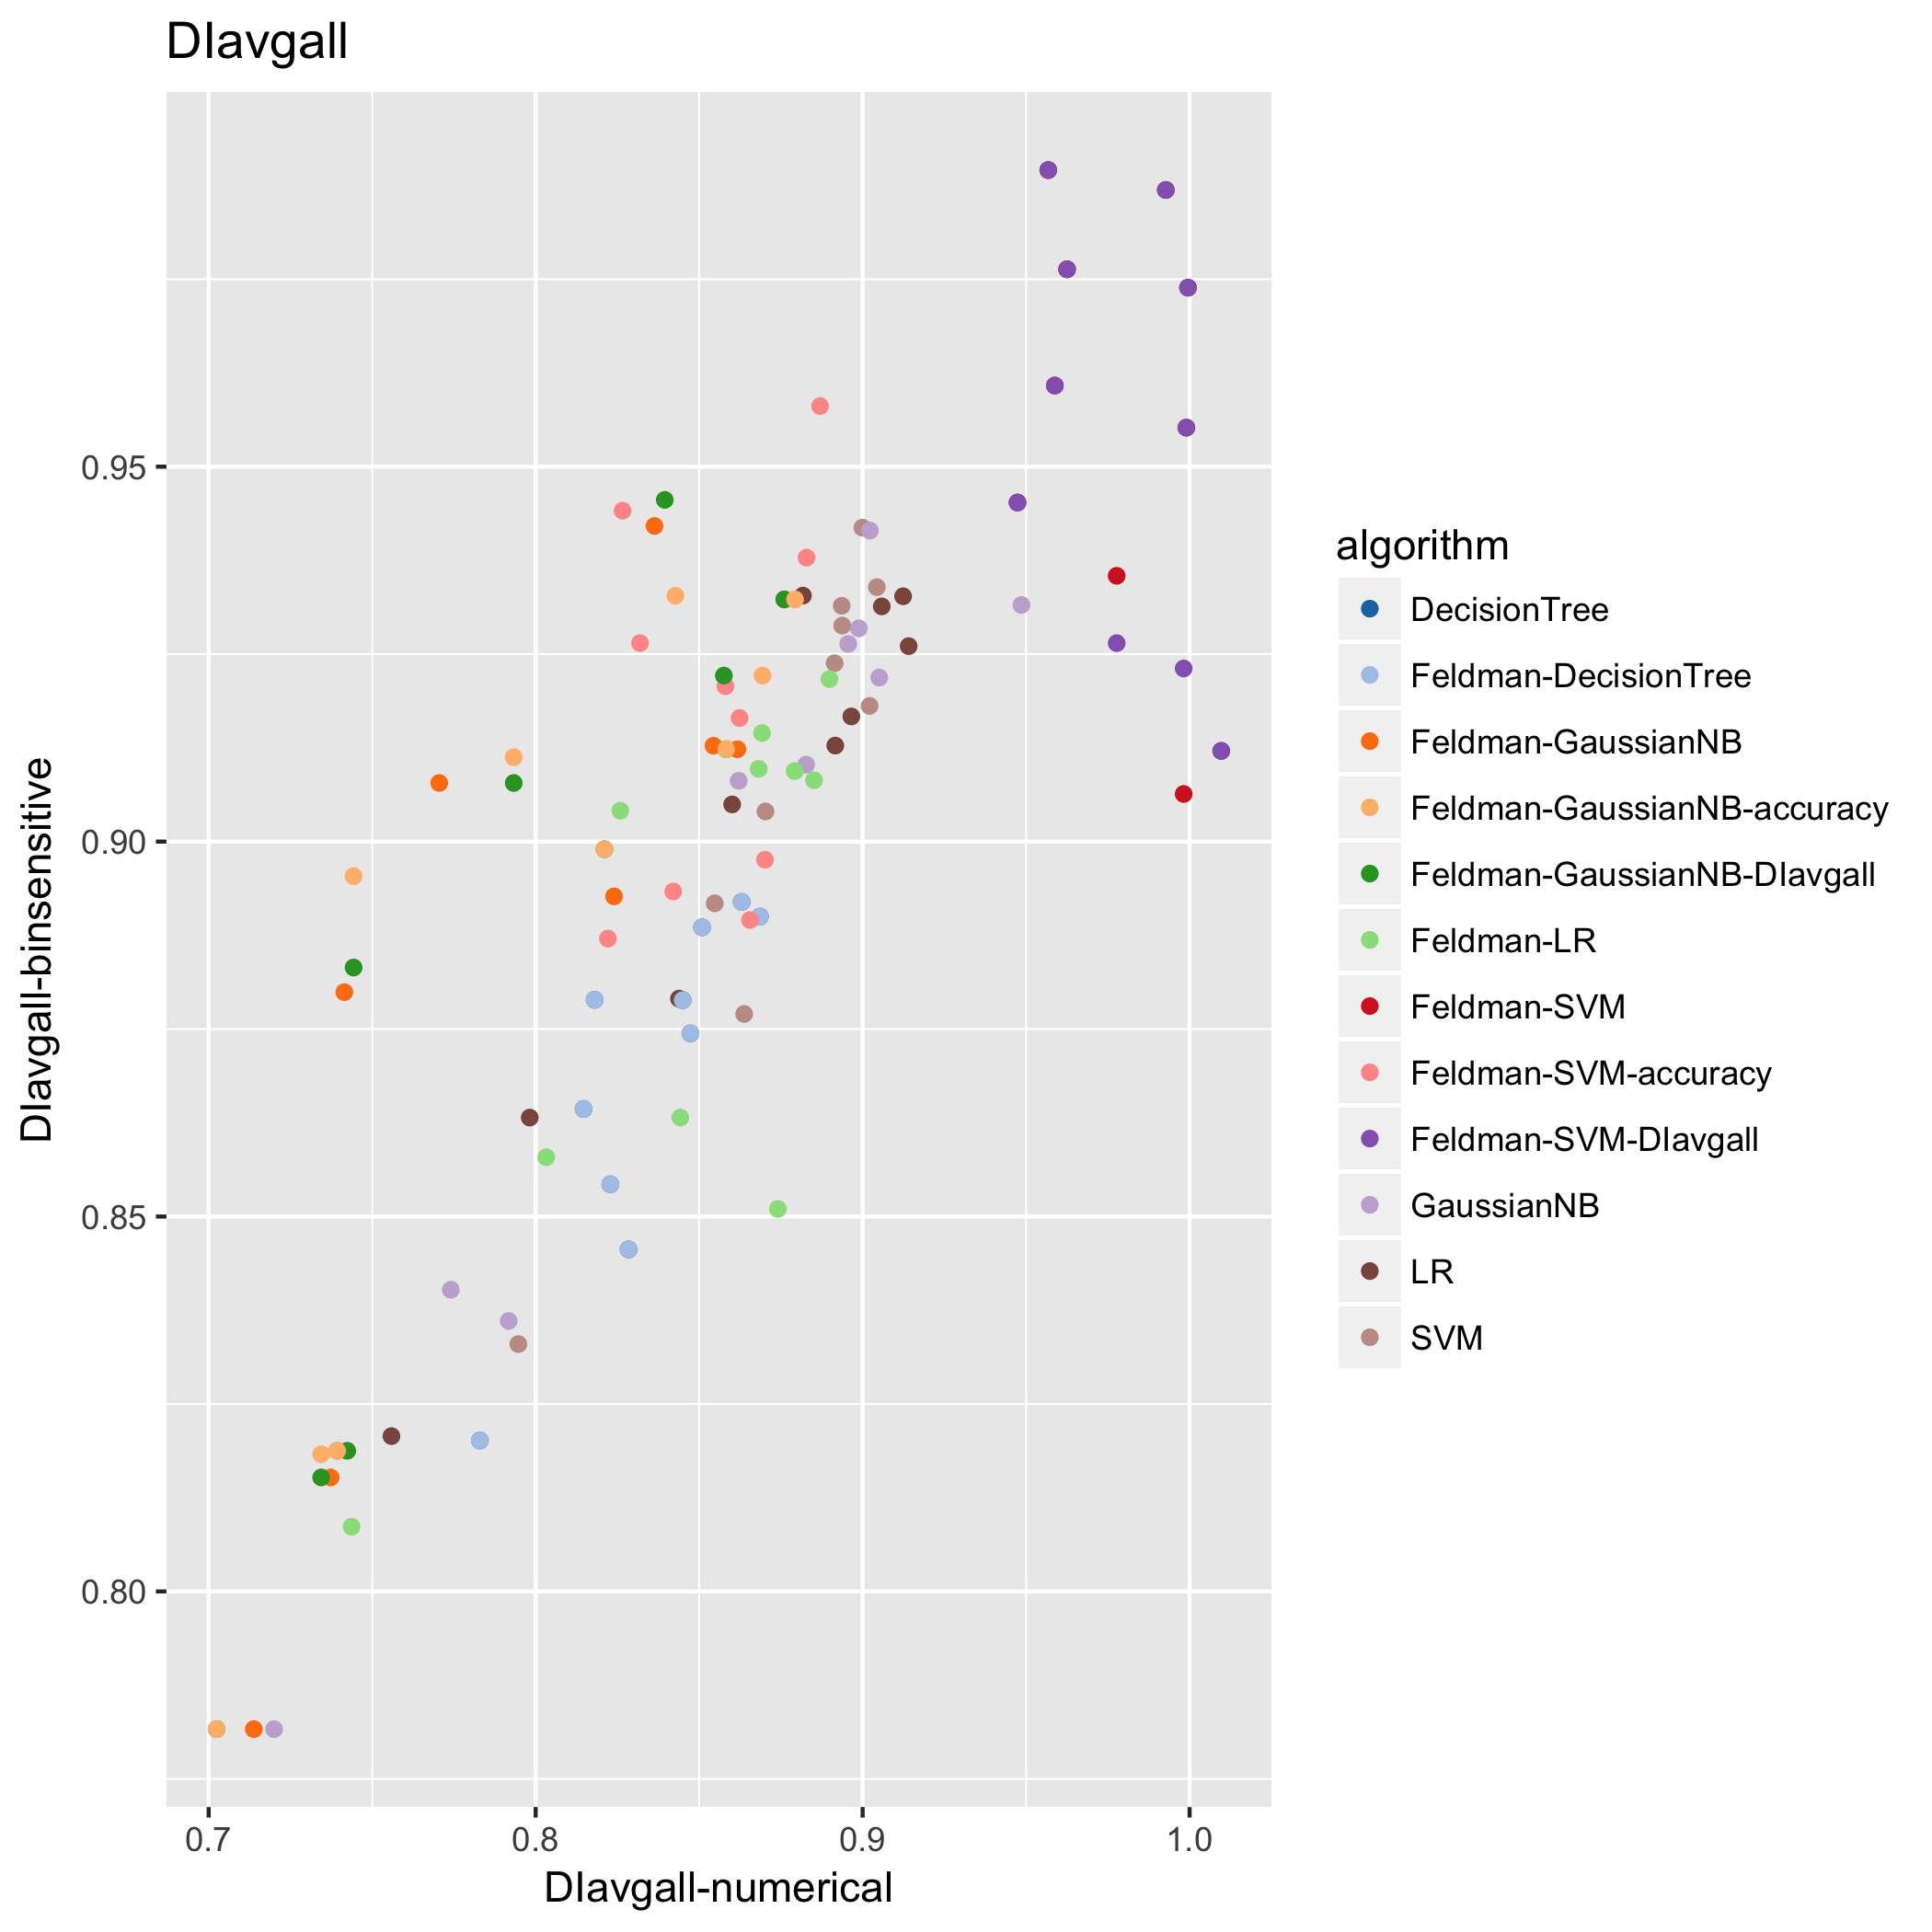 DIavgall
DIavgall-binsensitive
0.95
0.90
0.85
0.80
0.7
0.8
0.9
1.0
DIavgall-numerical
algorithm
DecisionTree
Feldman-DecisionTree
Feldman-GaussianNB
Feldman-GaussianNB-accuracy
Feldman-GaussianNB-DIavgall
Feldman-LR
Feldman-SVM
Feldman-SVM-accuracy
Feldman-SVM-DIavgall
GaussianNB
LR
SVM